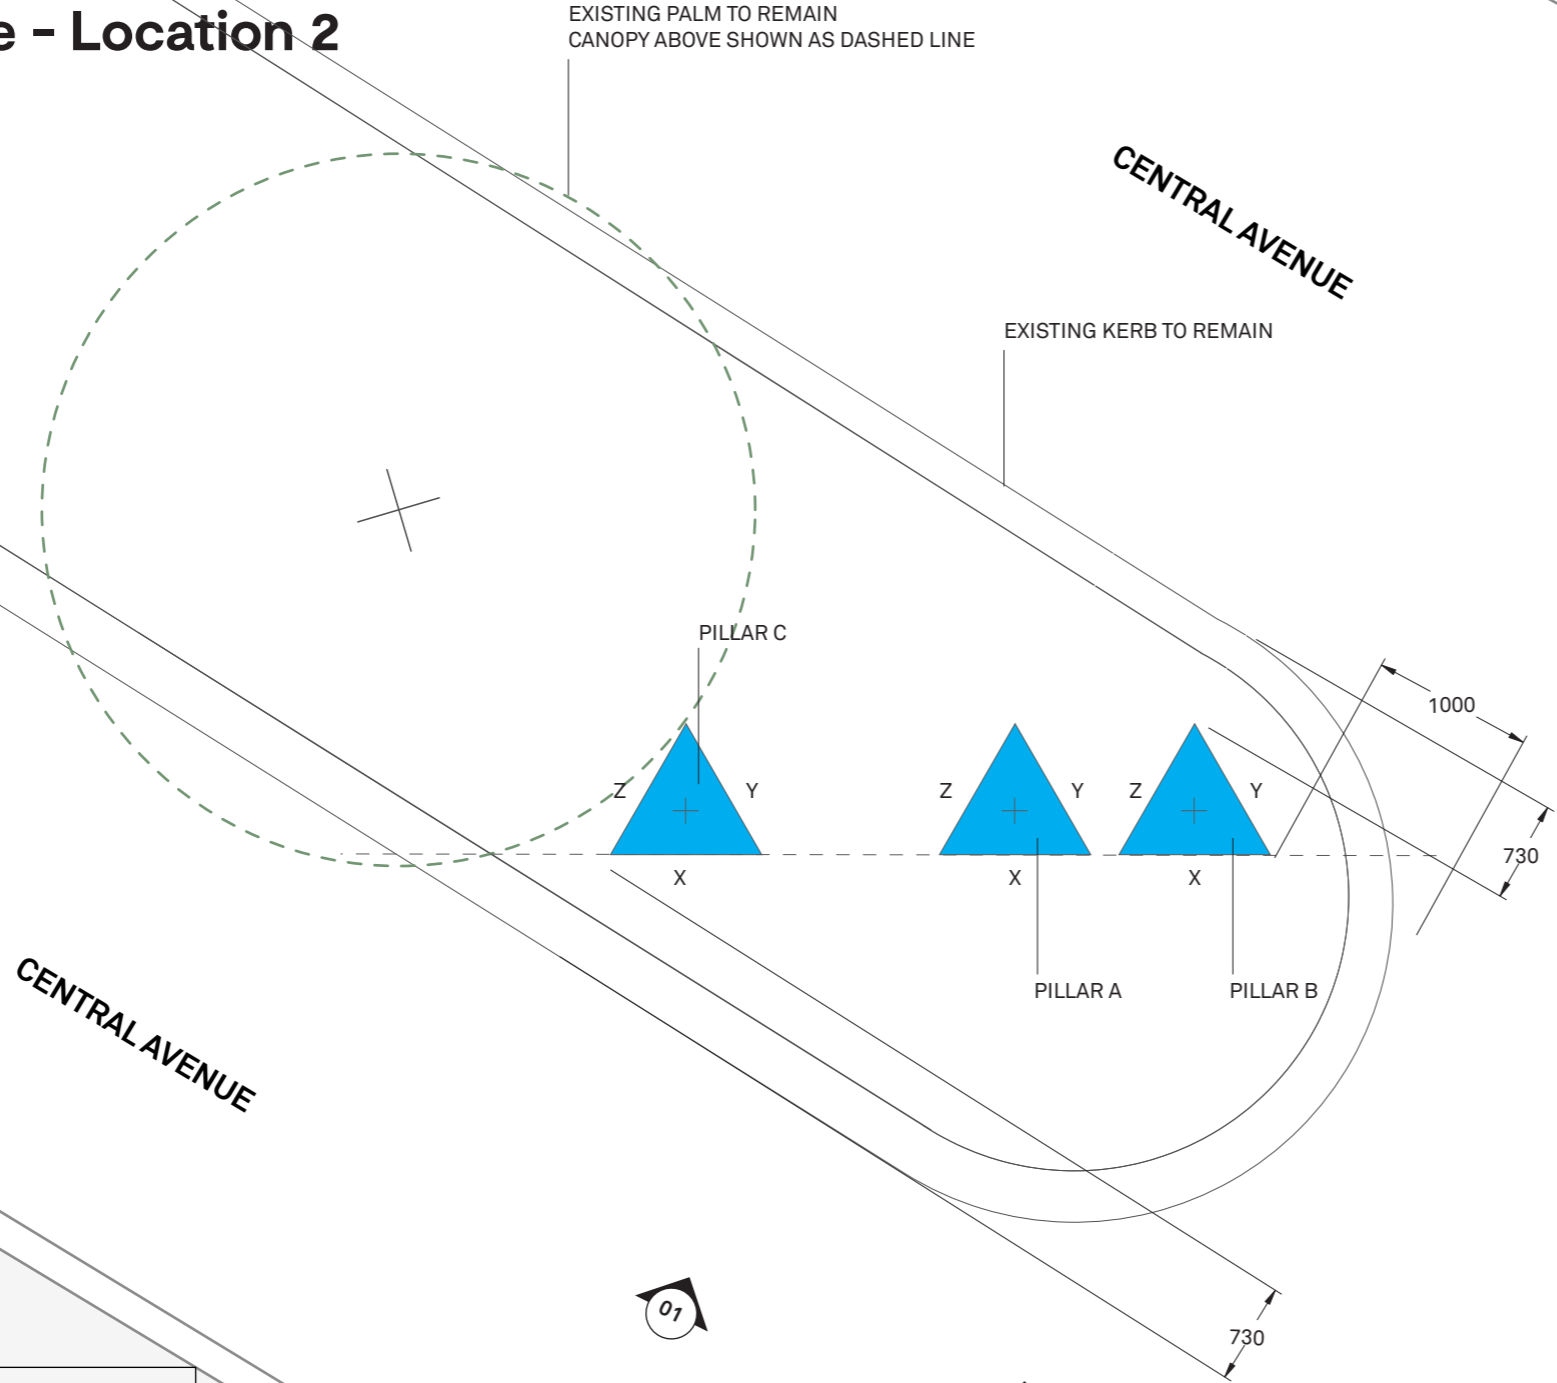 e - Location 2
EXISTING PALM TO REMAIN
CANOPY ABOVE SHOWN AS DASHED LINE
CENTRAL AVENUE
EXISTING KERB TO REMAIN
PILLAR C
1000
Z
Y
Z
Y
Z
Y
730
X
X
X
PILLAR A
PILLAR B
CENTRAL AVENUE
01
730